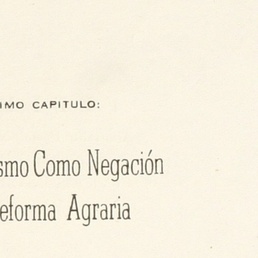 IMO CAPITULO:
smo Como Negación
eforma Agraria